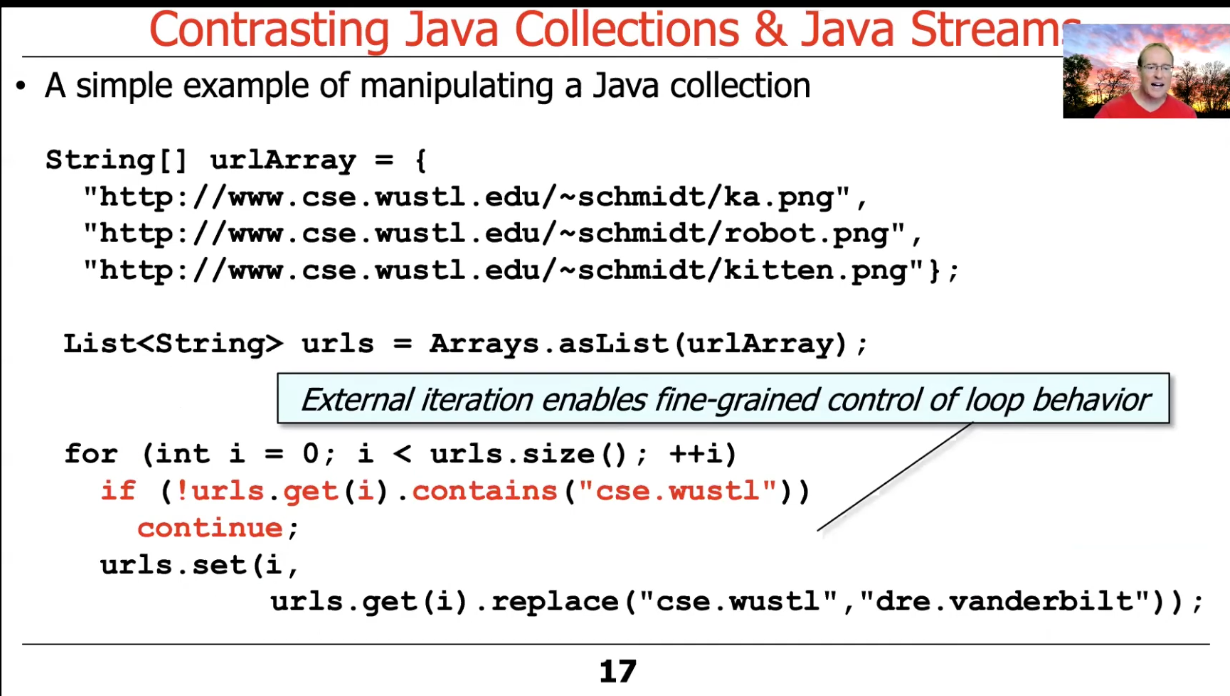 Contrasting Java Collections & Java Streams
• A simple example of manipulating a Java collection
String[] urlArray = {
"http://www.cse.wustl.edu/~schmidt/ka.png",
"http://www.cse.wustl.edu/~schmidt/robot.png",
"http://www.cse.wustl.edu/~schmidt/kitten.png"};
List<String> urls = Arrays.asList(urlArray);
External iteration enables fine-grained control of loop behavior
for (int i = 0; i < urls.size(); ++i)
if (!urls.get(i).contains("cse.wustl"))
continue;
urls.set(i,
urls.get(i).replace("cse.wustl","dre.vanderbilt"));
17